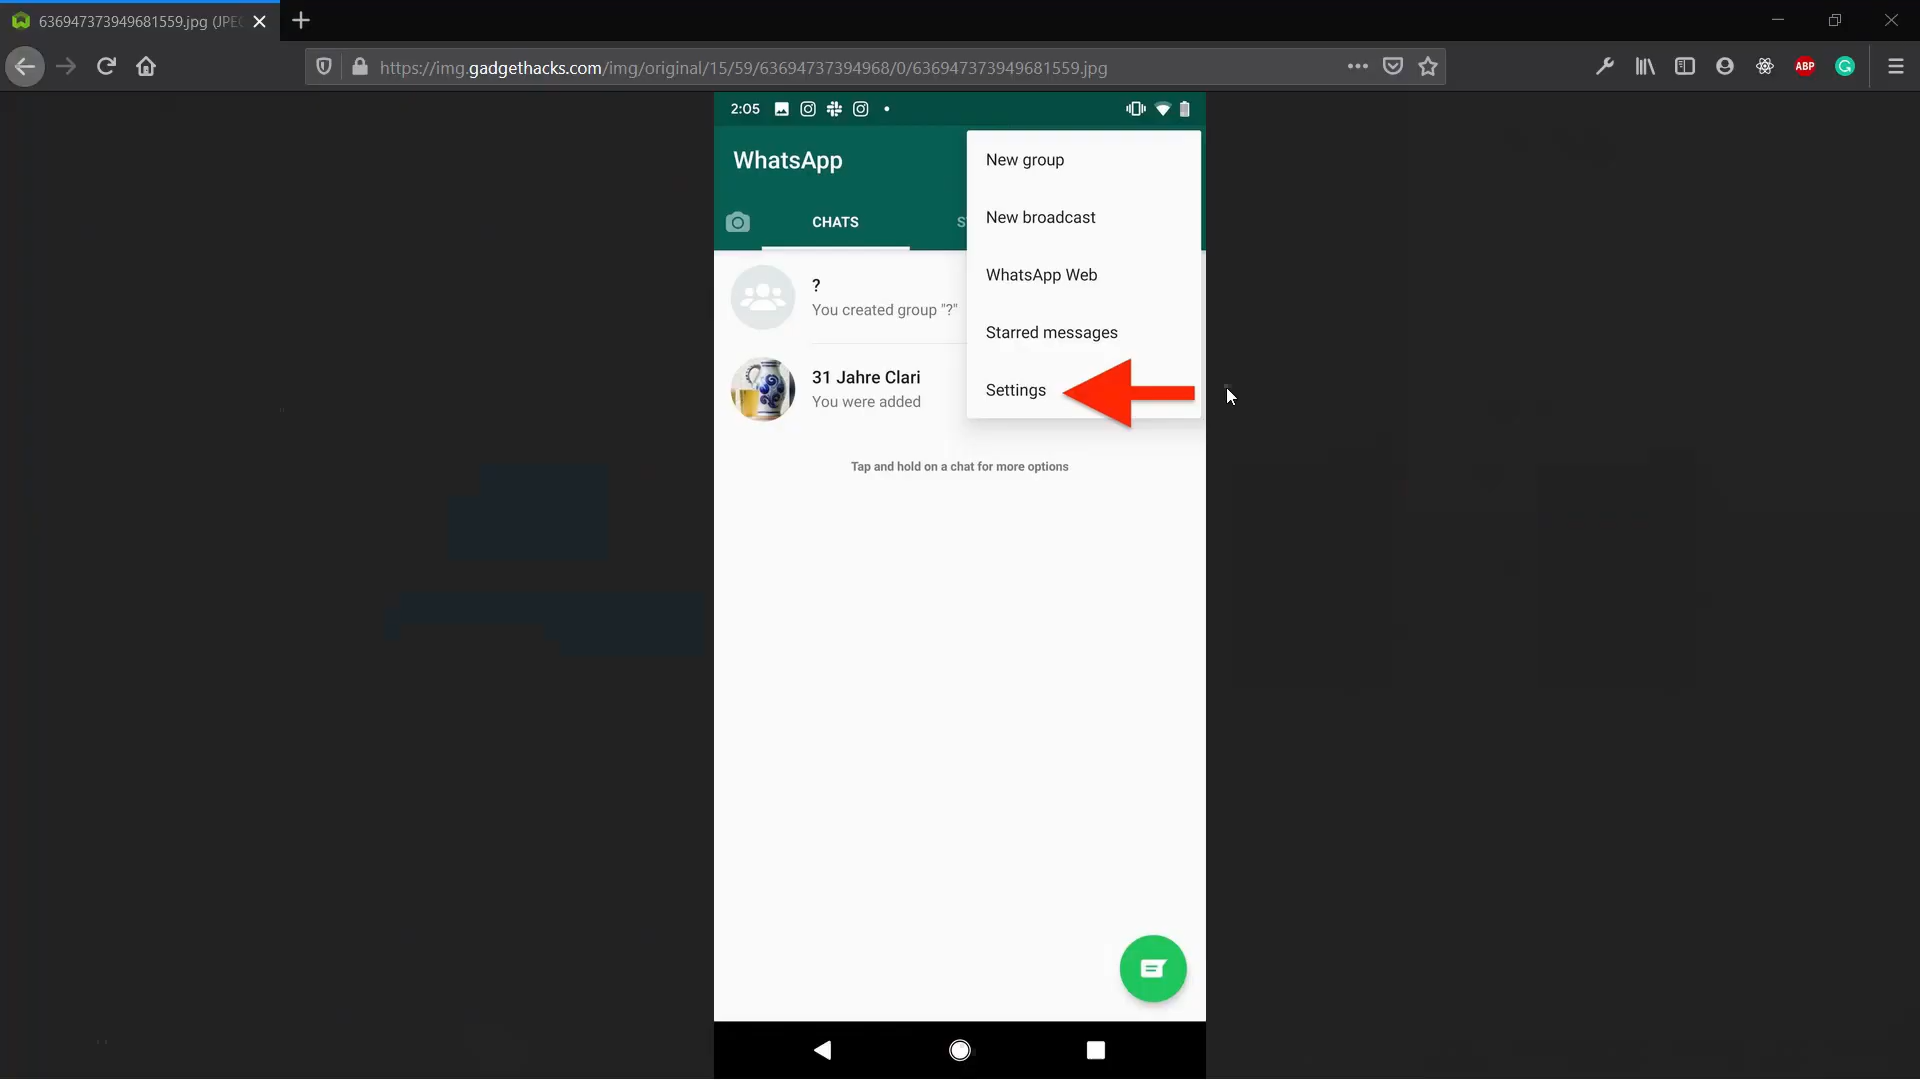 636947373949681559.jpg (JPEG
https://img.gadgethacks.com/img/original/15/59/63694737394968/0/636947373949681559.jpg
ABP
2:05
WhatsApp
CHATS
S
New group
New broadcast
WhatsApp Web
Starred messages
Settings
?
You created group "?"
31 Jahre Clari
You were added
Tap and hold on a chat for more options